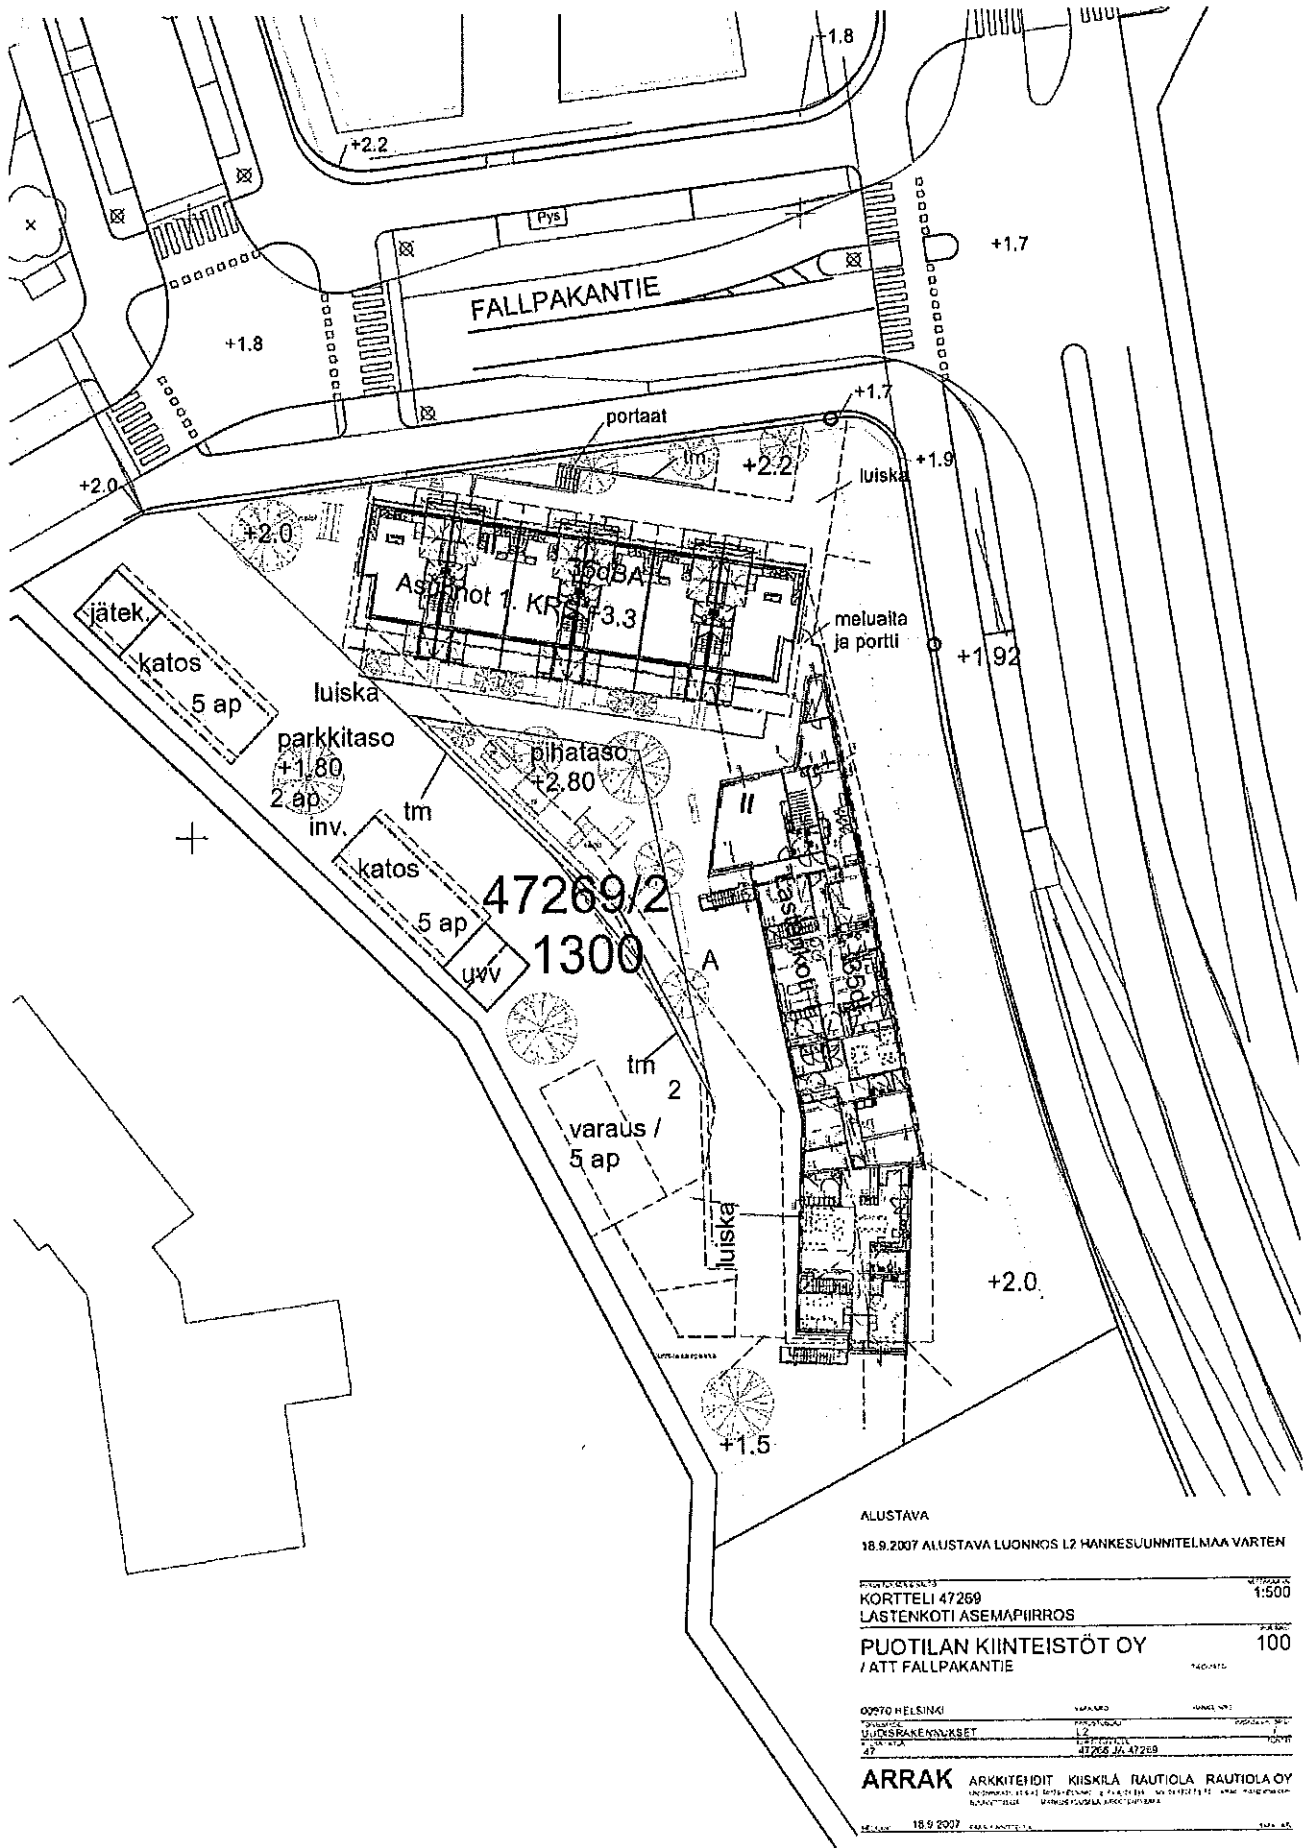 +1.8
+2.2
Pys
+1.7
FALLPAKANTIE
+1.8
+1.7
portaat
tm
+2.2
+1.9
luiska
+2.0
+2.0
35dBA
Asunnot 1. KRS +3.3
II
meluaita
ja portti
+1.92
jätek.
katos
5 ap
luiska
parkkitaso
+1.80
2 ap
inv.
tm
pihataso
+2.80
II
katos
5 ap
uvv
47269/2
1300
A
Lastenkoti
tm
2
varaus /
5 ap
luiska
+2.0
+1.5
ALUSTAVA
18.9.2007 ALUSTAVA LUONNOS L2 HANKESUUNNITELMAA VARTEN
KORTTELI 47269
1:500
LASTENKOTI ASEMAPIIRROS
PUOTILAN KIINTEISTÖT OY
100
/ ATT FALLPAKANTIE
00970 HELSINKI
UUDISRAKENNUKSET
L2
47
47268 JA 47269
ARRAK ARKKITEHDIT KIISKILÄ RAUTIOLA RAUTIOLA OY
18.9.2007